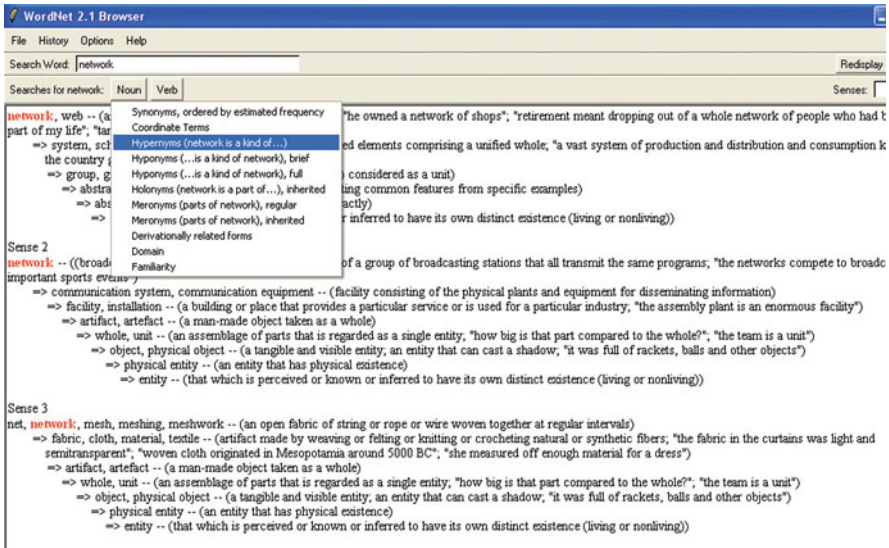 WordNet 2.1 Browser
File History Options Help
Search Word: network
Redisplay
Searches for network: Noun Verb
Senses:
Synonyms, ordered by estimated frequency
Coordinate Terms
Hypernyms (network is a kind of...)
Hyponyms (...is a kind of network), brief
Hyponyms (...is a kind of network), full
Holonyms (network is a part of...), inherited
Meronyms (parts of network), regular
Meronyms (parts of network), inherited
Derivationally related forms
Domain
Familiarity
network, web -- (a "he owned a network of shops"; "retirement meant dropping out of a whole network of people who had b
part of my life"; "tan
=> system, sch ed elements comprising a unified whole; "a vast system of production and distribution and consumption k
the country
=> group, g considered as a unit)
=> abstra ting common features from specific examples)
=> abs actly)
=> r inferred to have its own distinct existence (living or nonliving))
Sense 2
network -- ((broadc of a group of broadcasting stations that all transmit the same programs; "the networks compete to broadc
important sports events")
=> communication system, communication equipment -- (facility consisting of the physical plants and equipment for disseminating information)
=> facility, installation -- (a building or place that provides a particular service or is used for a particular industry; "the assembly plant is an enormous facility")
=> artifact, artefact -- (a man-made object taken as a whole)
=> whole, unit -- (an assemblage of parts that is regarded as a single entity; "how big is that part compared to the whole?"; "the team is a unit")
=> object, physical object -- (a tangible and visible entity; an entity that can cast a shadow; "it was full of rackets, balls and other objects")
=> physical entity -- (an entity that has physical existence)
=> entity -- (that which is perceived or known or inferred to have its own distinct existence (living or nonliving))
Sense 3
net, network, mesh, meshing, meshwork -- (an open fabric of string or rope or wire woven together at regular intervals)
=> fabric, cloth, material, textile -- (artifact made by weaving or felting or knitting or crocheting natural or synthetic fibers; "the fabric in the curtains was light and
semitransparent"; "woven cloth originated in Mesopotamia around 5000 BC"; "she measured off enough material for a dress")
=> artifact, artefact -- (a man-made object taken as a whole)
=> whole, unit -- (an assemblage of parts that is regarded as a single entity; "how big is that part compared to the whole?"; "the team is a unit")
=> object, physical object -- (a tangible and visible entity; an entity that can cast a shadow; "it was full of rackets, balls and other objects")
=> physical entity -- (an entity that has physical existence)
=> entity -- (that which is perceived or known or inferred to have its own distinct existence (living or nonliving))